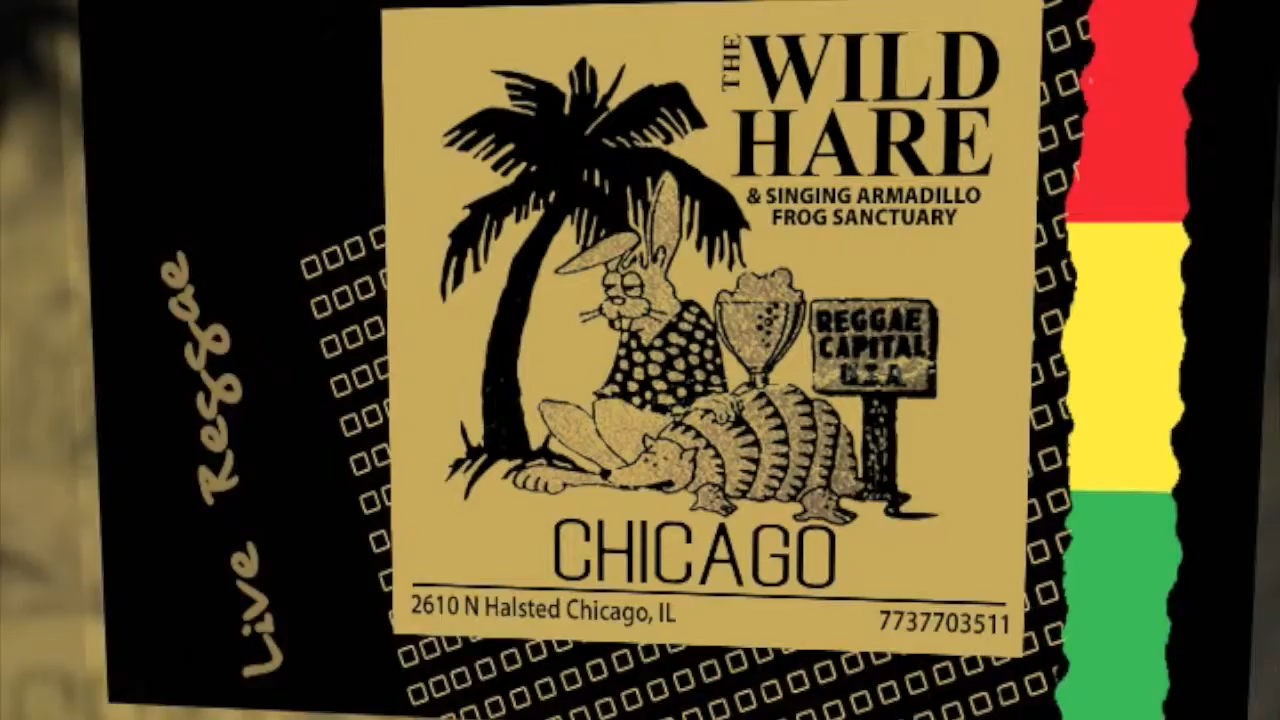 THE WILD
HARE
& SINGING ARMADILLO
FROG SANCTUARY
REGGAE
CAPITAL
U.S.A.
CHICAGO
2610 N Halsted Chicago, IL
7737703511
Live Reggae